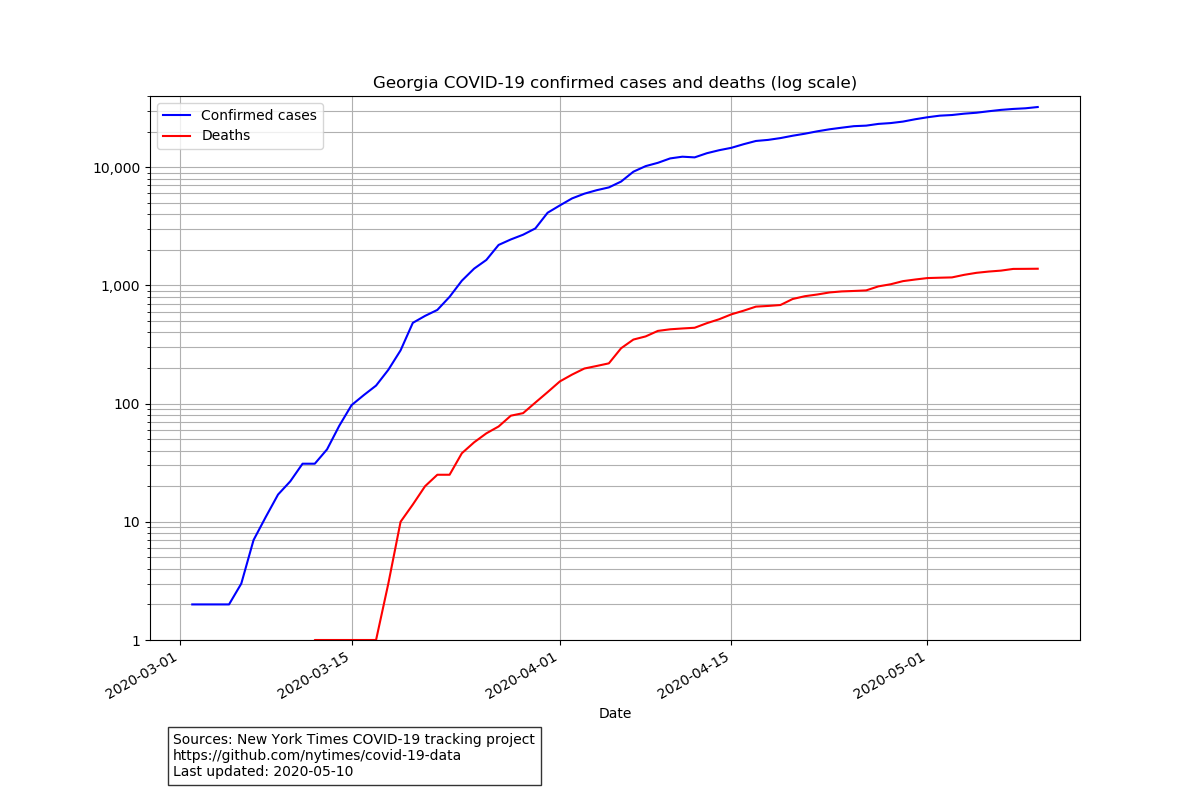 Georgia COVID-19 confirmed cases and deaths (log scale)
Confirmed cases
Deaths
10,000
1,000
100
10
1
2020-03-01
2020-03-15
2020-04-01
2020-04-15
2020-05-01
Date
Sources: New York Times COVID-19 tracking project
https://github.com/nytimes/covid-19-data
Last updated: 2020-05-10